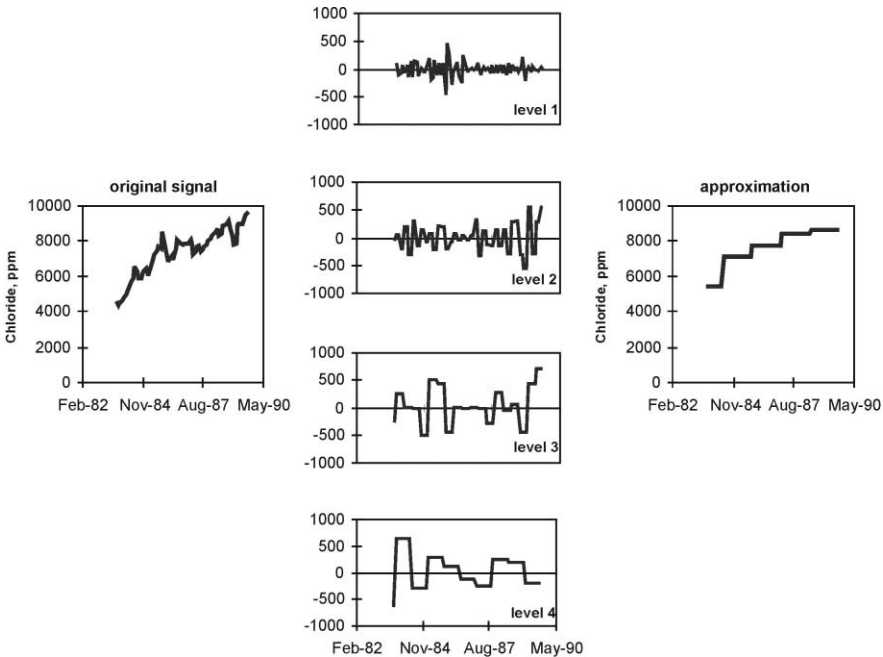 1000
500
0
-500
-1000
level 1
original signal
10000
8000
6000
4000
2000
0
Chloride, ppm
Feb-82 Nov-84 Aug-87 May-90
1000
500
0
-500
-1000
level 2
1000
500
0
-500
-1000
level 3
1000
500
0
-500
-1000
level 4
Feb-82 Nov-84 Aug-87 May-90
approximation
10000
8000
6000
4000
2000
0
Chloride, ppm
Feb-82 Nov-84 Aug-87 May-90